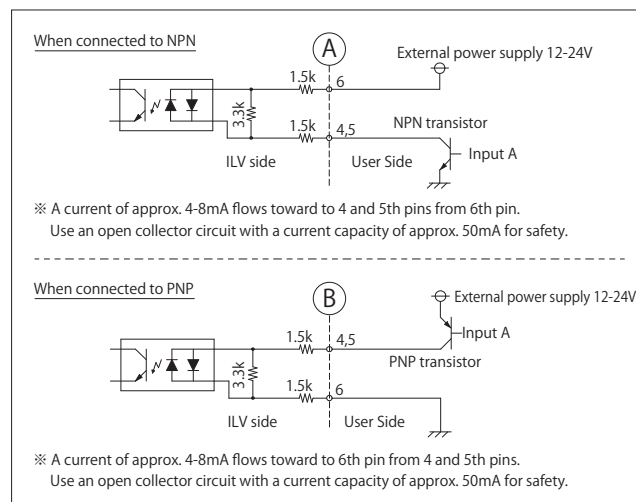 When connected to NPN
A
External power supply 12-24V
1.5k
6
3.3k
1.5k
4,5
NPN transistor
Input A
ILV side
User Side
※ A current of approx. 4-8mA flows toward to 4 and 5th pins from 6th pin.
Use an open collector circuit with a current capacity of approx. 50mA for safety.
When connected to PNP
B
External power supply 12-24V
1.5k
4,5
Input A
PNP transistor
3.3k
1.5k
6
ILV side
User Side
※ A current of approx. 4-8mA flows toward to 6th pin from 4 and 5th pins.
Use an open collector circuit with a current capacity of approx. 50mA for safety.